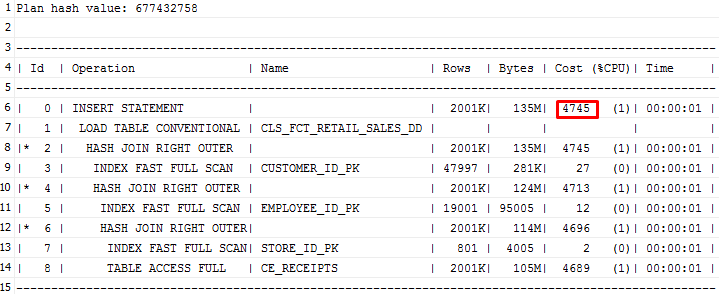 1 Plan hash value: 677432758
2
3 --------------------------------------------------------------------------------------------------
4 | Id  | Operation                  | Name                   | Rows  | Bytes | Cost (%CPU)| Time     |
5 --------------------------------------------------------------------------------------------------
6 |   0 | INSERT STATEMENT           |                        |  2001K|   135M|  4745   (1)| 00:00:01 |
7 |   1 |  LOAD TABLE CONVENTIONAL   | CLS_FCT_RETAIL_SALES_DD |       |       |            |          |
8 |*  2 |   HASH JOIN RIGHT OUTER    |                        |  2001K|   135M|  4745   (1)| 00:00:01 |
9 |   3 |    INDEX FAST FULL SCAN    | CUSTOMER_ID_PK         | 47997 |   281K|    27   (0)| 00:00:01 |
10 |*  4 |    HASH JOIN RIGHT OUTER   |                        |  2001K|   124M|  4713   (1)| 00:00:01 |
11 |   5 |     INDEX FAST FULL SCAN   | EMPLOYEE_ID_PK         | 19001 | 95005 |    12   (0)| 00:00:01 |
12 |*  6 |     HASH JOIN RIGHT OUTER|                        |  2001K|   114M|  4696   (1)| 00:00:01 |
13 |   7 |      INDEX FAST FULL SCAN| STORE_ID_PK            |   801 |  4005 |     2   (0)| 00:00:01 |
14 |   8 |      TABLE ACCESS FULL     | CE_RECEIPTS            |  2001K|   105M|  4689   (1)| 00:00:01 |
15 --------------------------------------------------------------------------------------------------